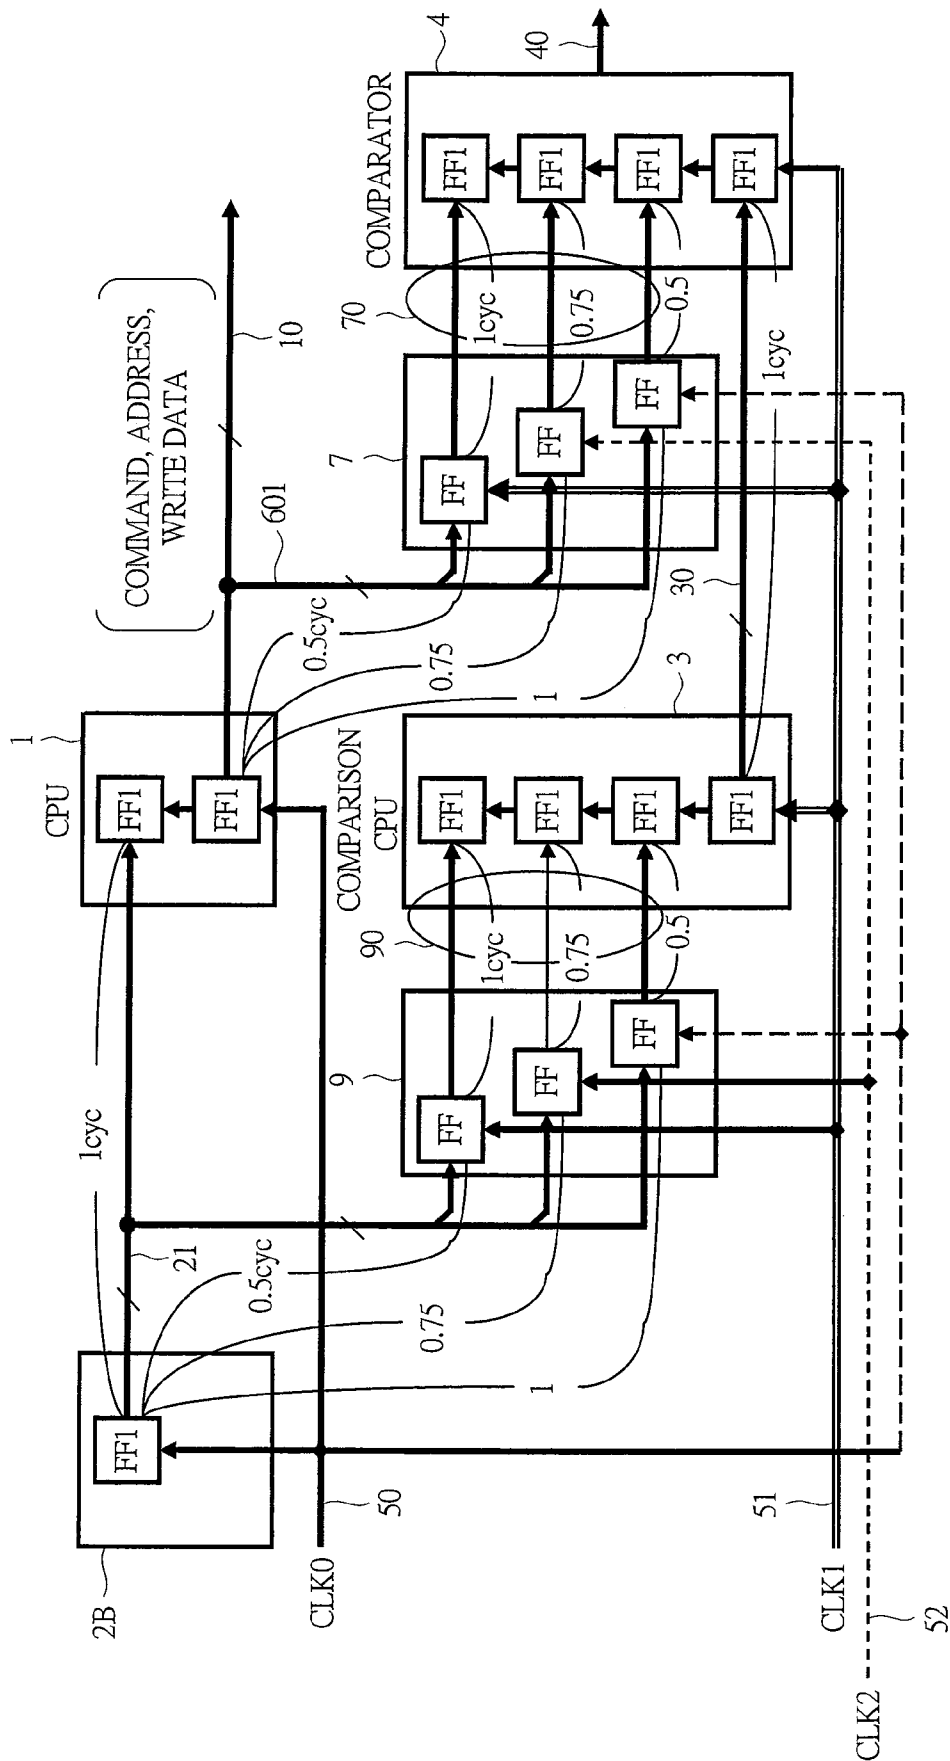 COMMAND, ADDRESS,
WRITE DATA
10
601
1
CPU
FF1
FF1
0.5cyc
0.75
1
1cyc
21
2B
FF1
0.5cyc
0.75
1
CLK0
50
COMPARATOR
4
40
FF1
FF1
FF1
FF1
70
1cyc
0.75
0.5
7
FF
FF
FF
1cyc
30
COMPARISON
CPU
3
FF1
FF1
FF1
FF1
90
1cyc
0.75
0.5
9
FF
FF
FF
CLK1
51
CLK2
52